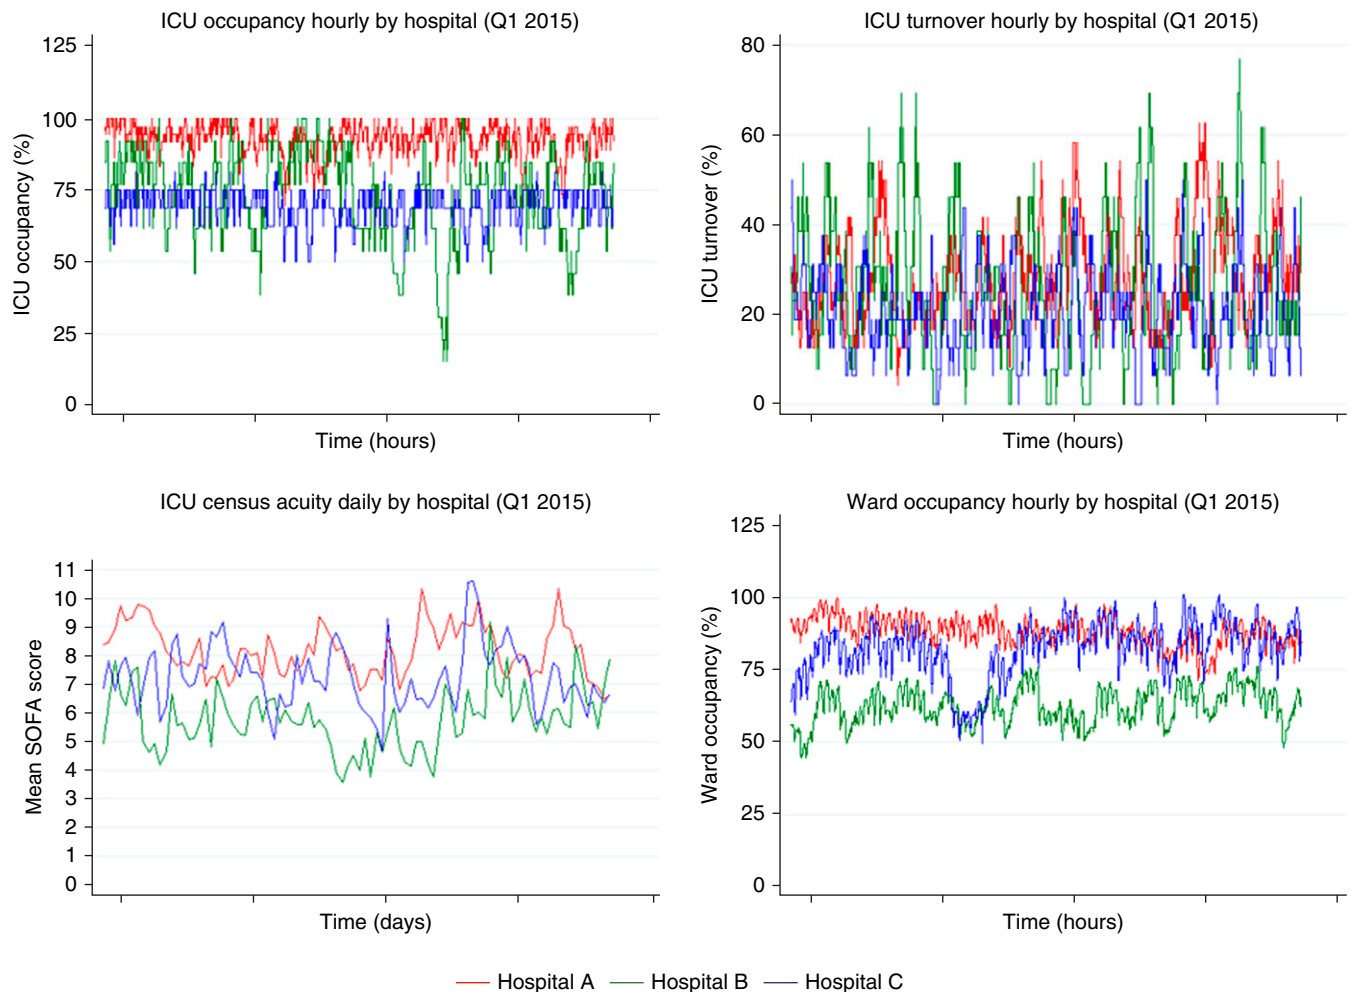 ICU occupancy hourly by hospital (Q1 2015)
125
100
75
50
25
0
ICU occupancy (%)
Time (hours)
ICU turnover hourly by hospital (Q1 2015)
80
60
40
20
0
ICU turnover (%)
Time (hours)
ICU census acuity daily by hospital (Q1 2015)
11
10
9
8
7
6
5
4
3
2
1
0
Mean SOFA score
Time (days)
Ward occupancy hourly by hospital (Q1 2015)
125
100
75
50
25
0
Ward occupancy (%)
Time (hours)
Hospital A Hospital B Hospital C